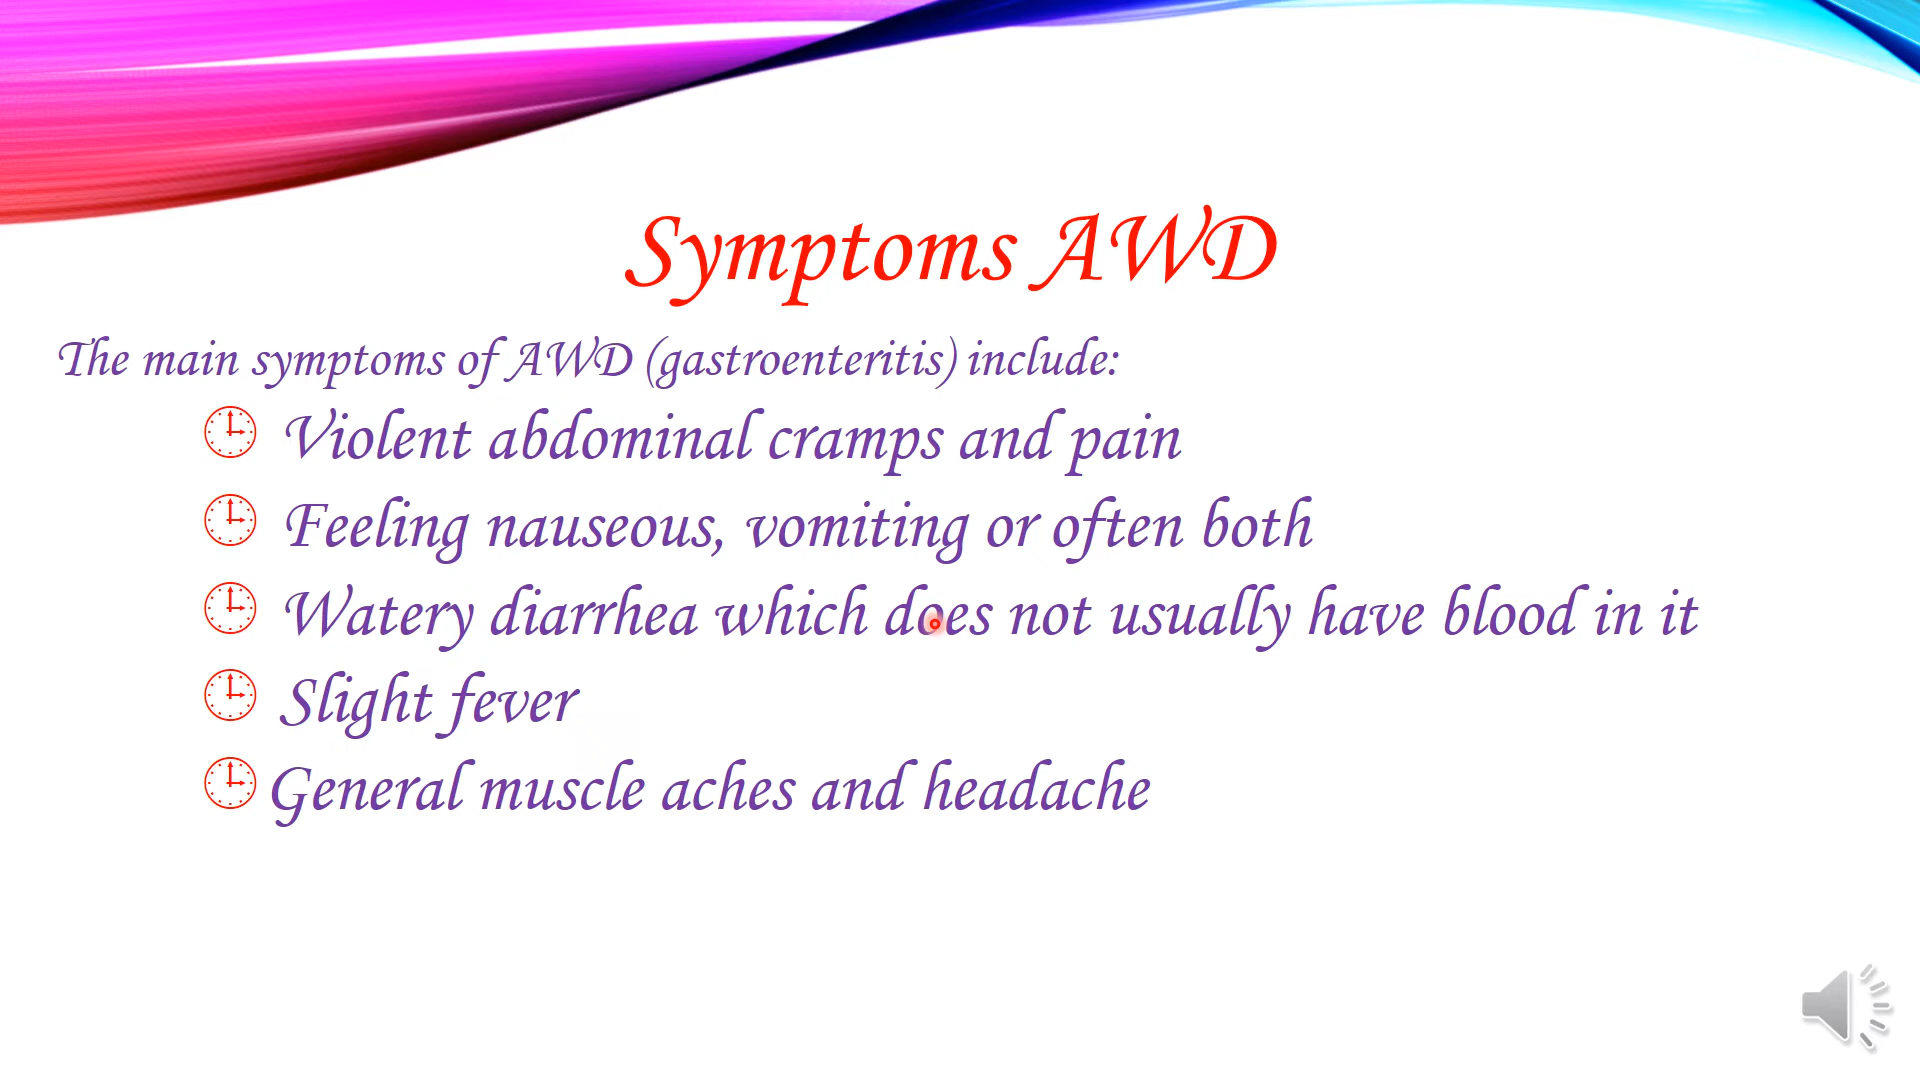 Symptoms AWD
The main symptoms of AWD (gastroenteritis) include:
Violent abdominal cramps and pain
Feeling nauseous, vomiting or often both
Watery diarrhea which does not usually have blood in it
Slight fever
General muscle aches and headache